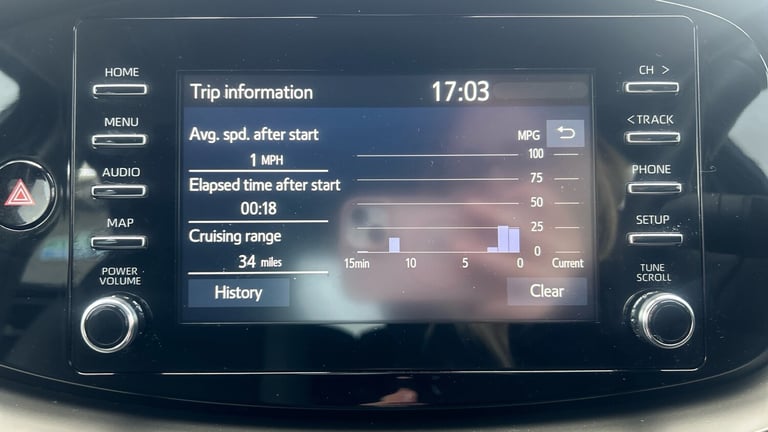 HOME
MENU
AUDIO
MAP
POWER
VOLUME
Trip information 17:03
Avg. spd. after start
1 MPH
Elapsed time after start
00:18
Cruising range
34 miles
History
MPG
100
75
50
25
0
15min 10 5 0 Current
Clear
CH >
< TRACK
PHONE
SETUP
TUNE
SCROLL